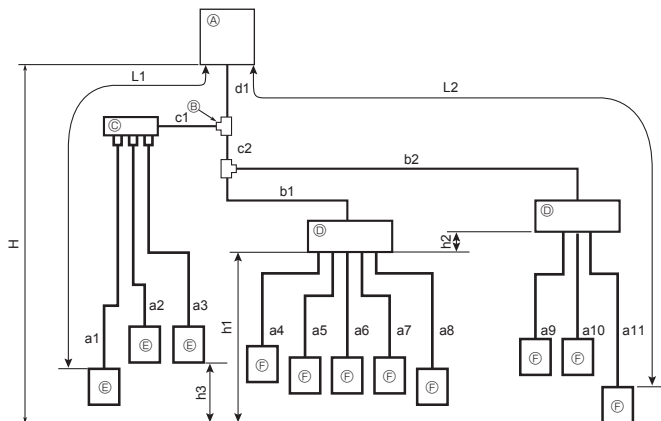 Ⓐ
L1
d1
L2
Ⓑ
Ⓒ
c1
c2
b2
b1
Ⓓ
Ⓓ
h2
H
h1
a1
a2
a3
a4
a5
a6
a7
a8
a9
a10
a11
Ⓔ
Ⓔ
Ⓔ
Ⓕ
Ⓕ
Ⓕ
Ⓕ
Ⓕ
Ⓕ
Ⓕ
Ⓕ
h3